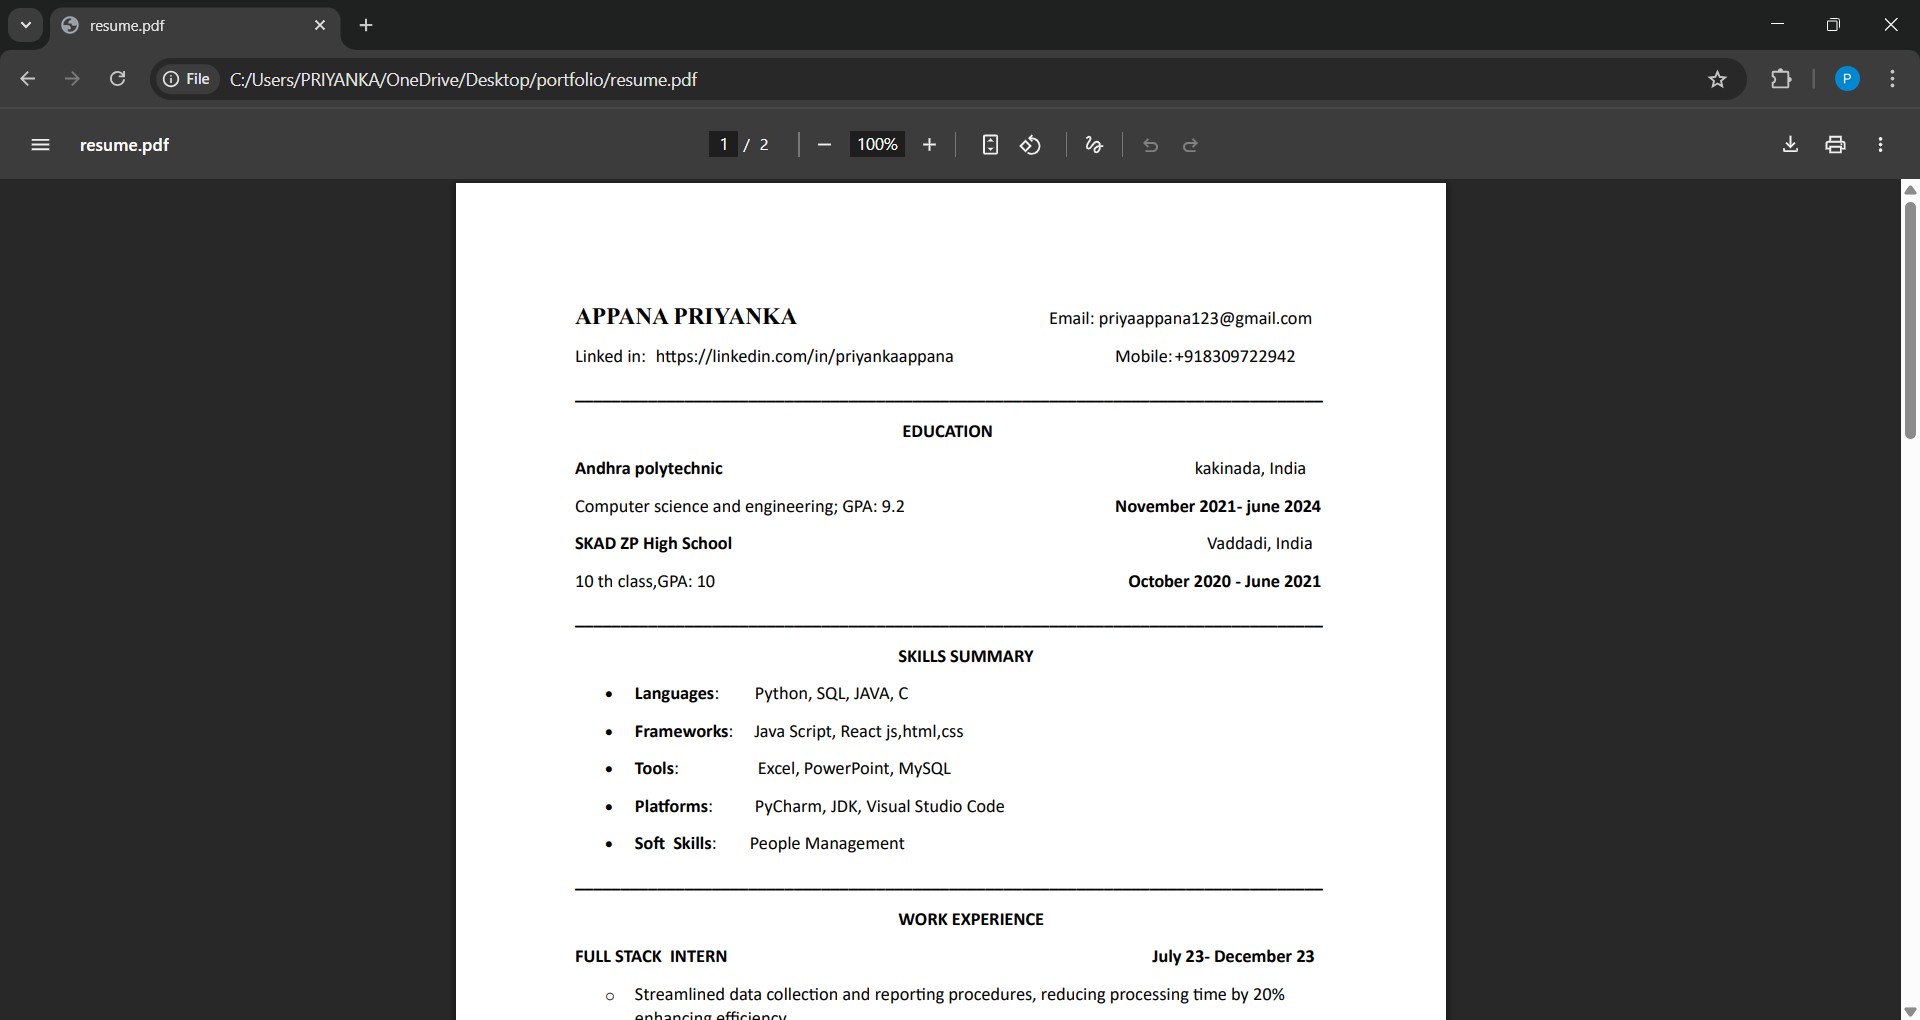 resume.pdf
File C:/Users/PRIYANKA/OneDrive/Desktop/portfolio/resume.pdf P
resume.pdf 1 / 2 100%
APPANA PRIYANKA Email: priyaappana123@gmail.com
Linked in: https://linkedin.com/in/priyankaappana Mobile:+918309722942
EDUCATION
Andhra polytechnic kakinada, India
Computer science and engineering; GPA: 9.2 November 2021- june 2024
SKAD ZP High School Vaddadi, India
10 th class,GPA: 10 October 2020 - June 2021
SKILLS SUMMARY
• Languages: Python, SQL, JAVA, C
• Frameworks: Java Script, React js,html,css
• Tools: Excel, PowerPoint, MySQL
• Platforms: PyCharm, JDK, Visual Studio Code
• Soft Skills: People Management
WORK EXPERIENCE
FULL STACK INTERN July 23- December 23
o Streamlined data collection and reporting procedures, reducing processing time by 20%
enhancing efficiency